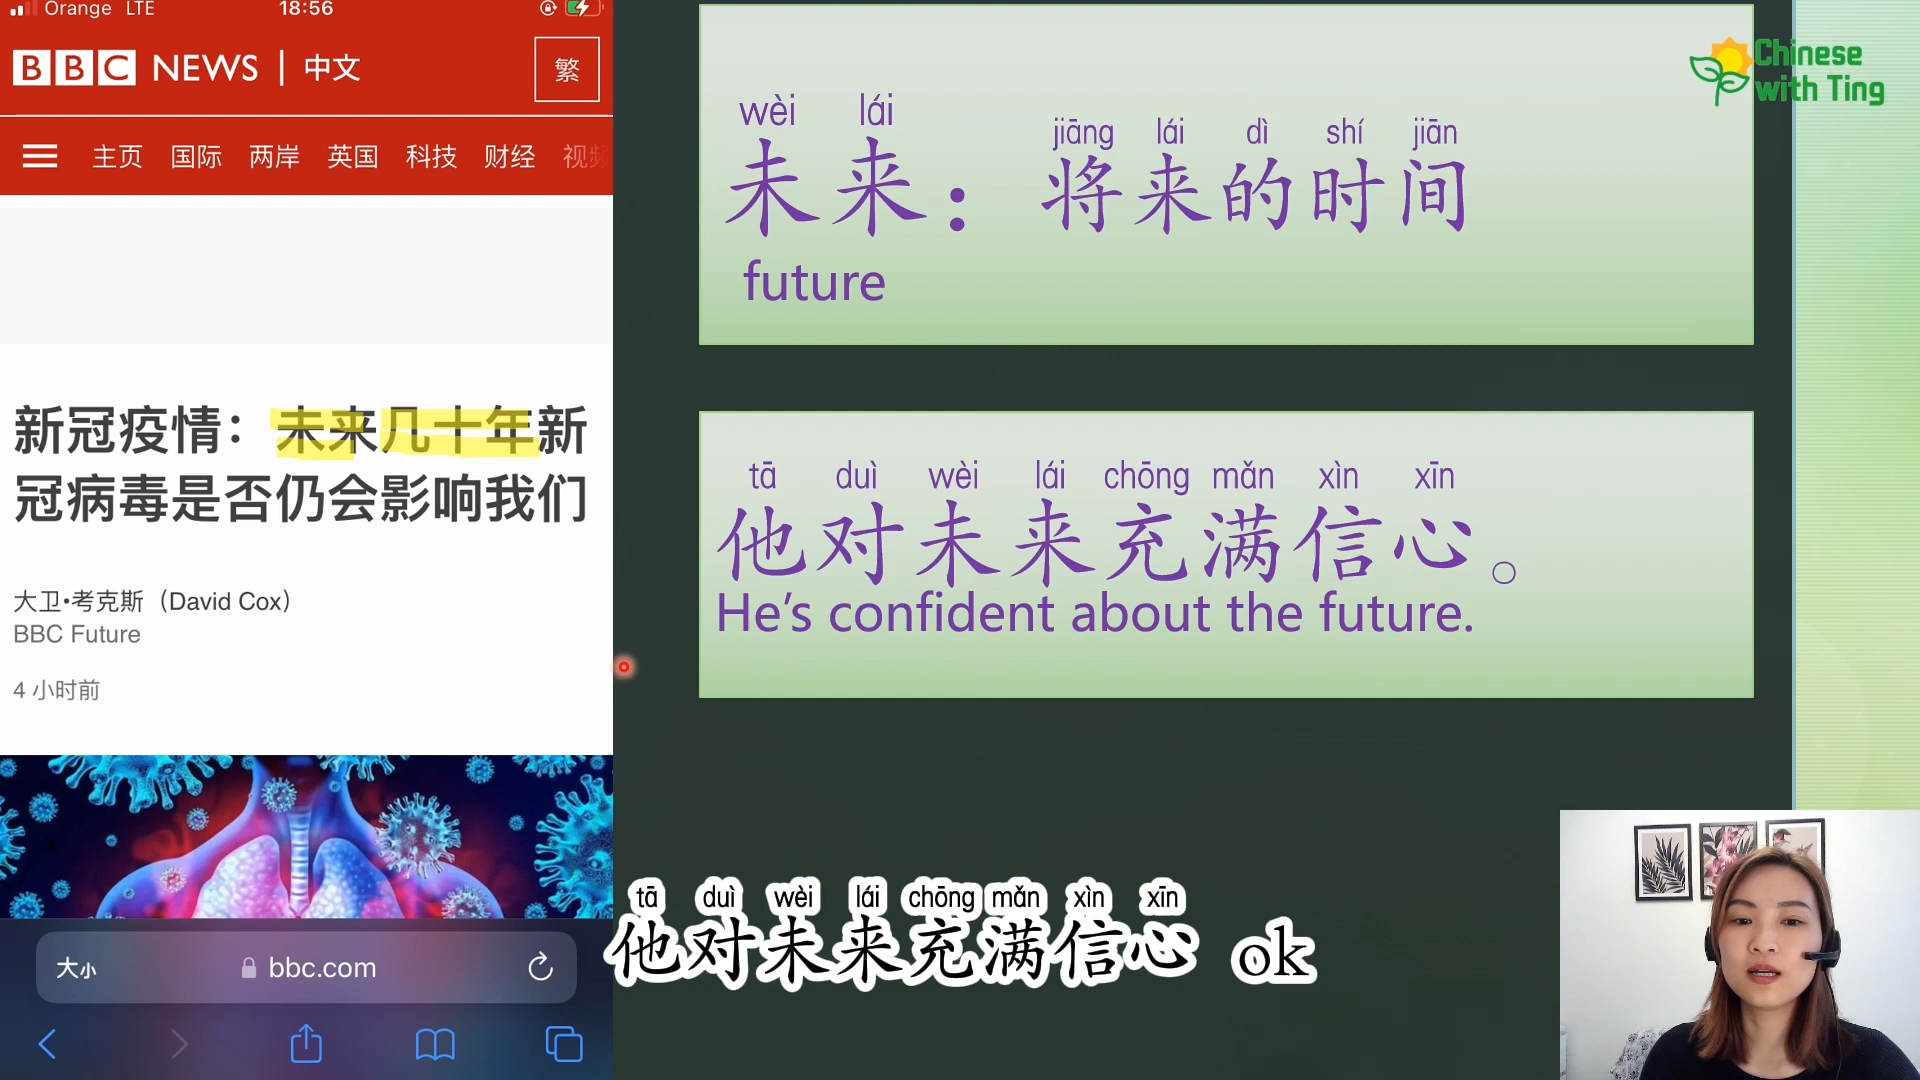 Orange LTE 18:56
BBC NEWS | 中文
繁
主页 国际 两岸 英国 科技 财经 视频
新冠疫情：未来几十年新
冠病毒是否仍会影响我们
大卫•考克斯（David Cox）
BBC Future
4 小时前
大小 bbc.com
wèi lái jiāng lái dì shí jiān
未来：将来的时间
future
tā duì wèi lái chōng mǎn xìn xīn
他对未来充满信心。
He's confident about the future.
tā duì wèi lái chōng mǎn xìn xīn
他对未来充满信心 ok
Chinese
with Ting